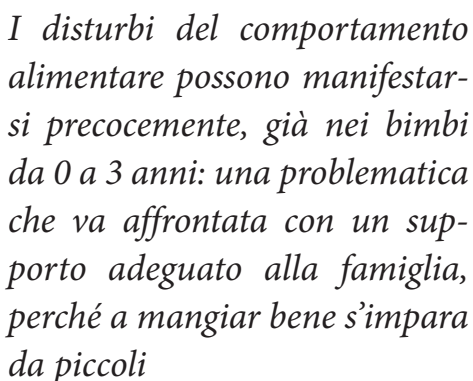 I disturbi del comportamento
alimentare possono manifestar-
si precocemente, già nei bimbi
da 0 a 3 anni: una problematica
che va affrontata con un sup-
porto adeguato alla famiglia,
perché a mangiar bene s’impara
da piccoli